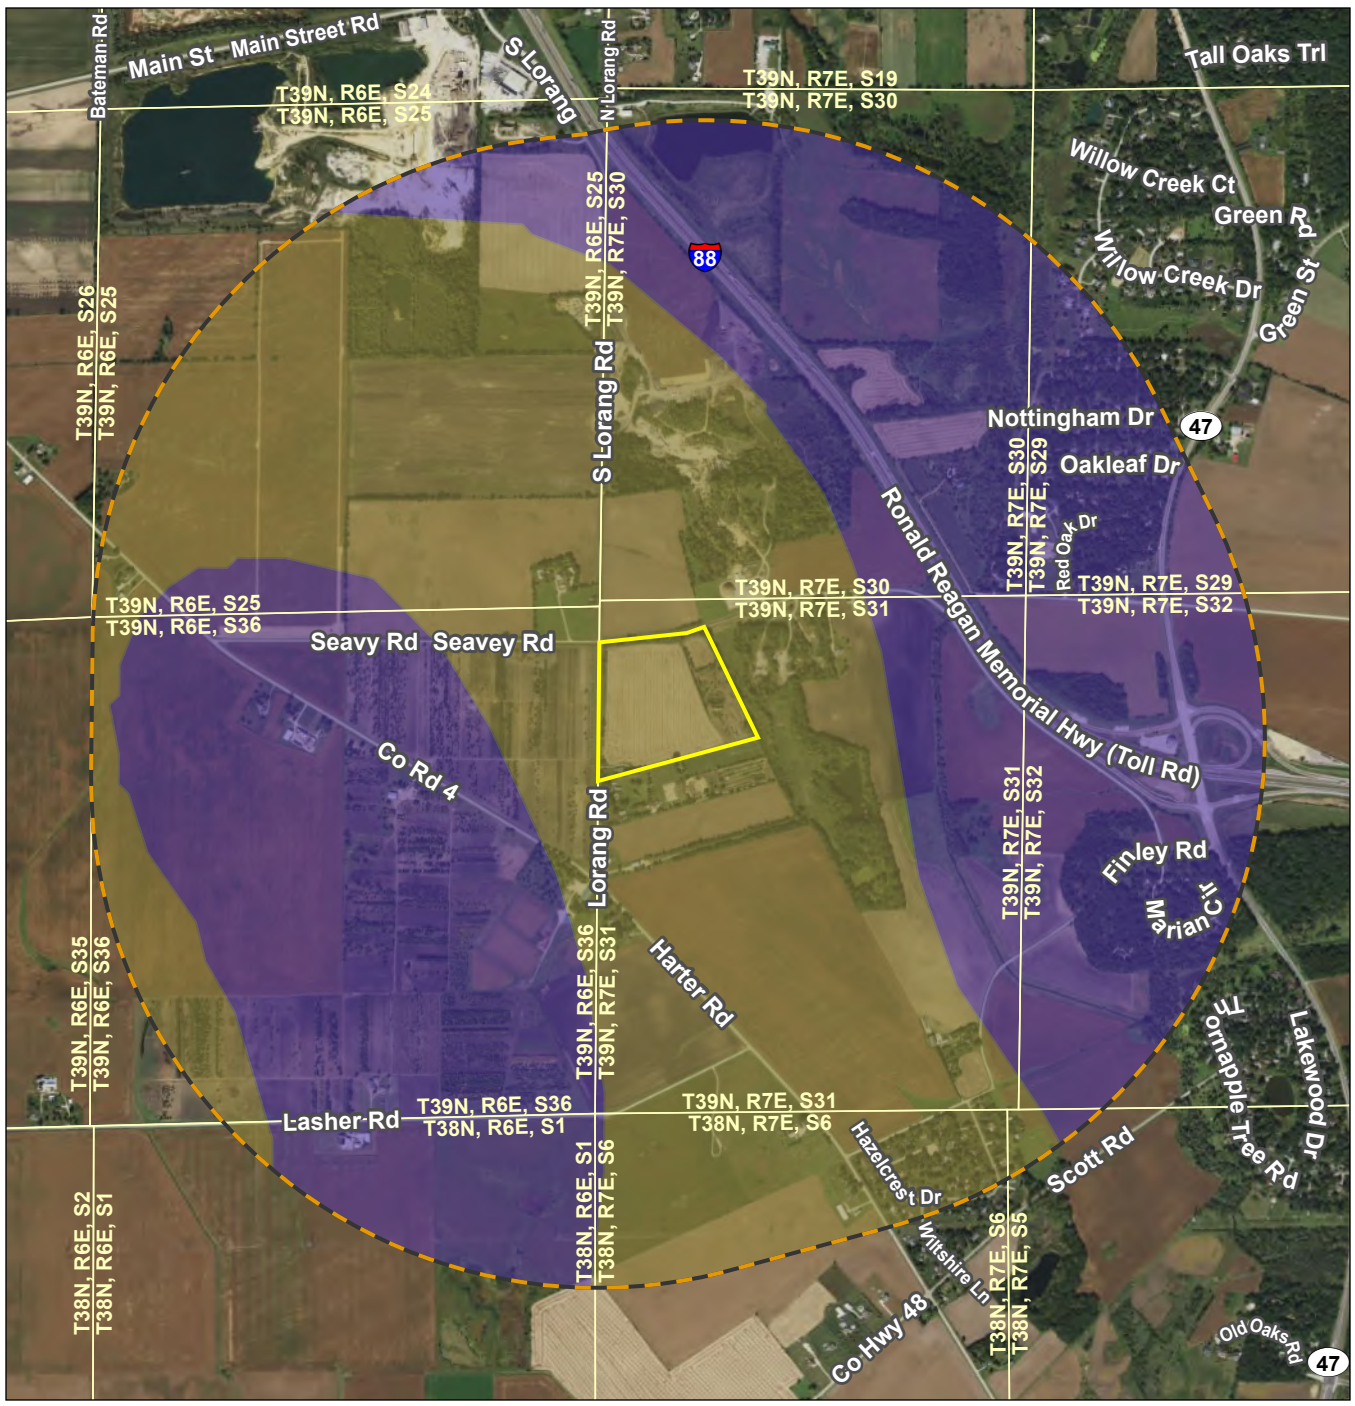 Bateman Rd
Main St
Main Street Rd
S Lorang
N Lorang Rd
Tall Oaks Trl
T39N, R6E, S24
T39N, R6E, S25
T39N, R7E, S19
T39N, R7E, S30
Willow Creek Ct
Green Rd
Willow Creek Dr
Green St
T39N, R6E, S25
T39N, R7E, S30
88
T39N, R6E, S26
T39N, R6E, S25
S Lorang Rd
Nottingham Dr
47
Oakleaf Dr
T39N, R7E, S30
T39N, R7E, S29
Red Oak Dr
Ronald Reagan Memorial Hwy (Toll Rd)
T39N, R6E, S25
T39N, R6E, S36
T39N, R7E, S30
T39N, R7E, S31
T39N, R7E, S29
T39N, R7E, S32
Seavy Rd
Seavey Rd
Co Rd 4
Lorang Rd
T39N, R7E, S31
T39N, R7E, S32
Finley Rd
Marian Cir
T39N, R6E, S35
T39N, R6E, S36
T39N, R6E, S36
T39N, R7E, S31
Harter Rd
Fornapple Tree Rd
Lakewood Dr
Lasher Rd
T39N, R6E, S36
T38N, R6E, S1
T39N, R7E, S31
T38N, R7E, S6
Hazelcrest Dr
Scott Rd
T38N, R6E, S2
T38N, R6E, S1
T38N, R6E, S1
T38N, R7E, S6
Wiltshire Ln
T38N, R7E, S6
T38N, R7E, S5
Co Hwy 48
Old Oaks Rd
47